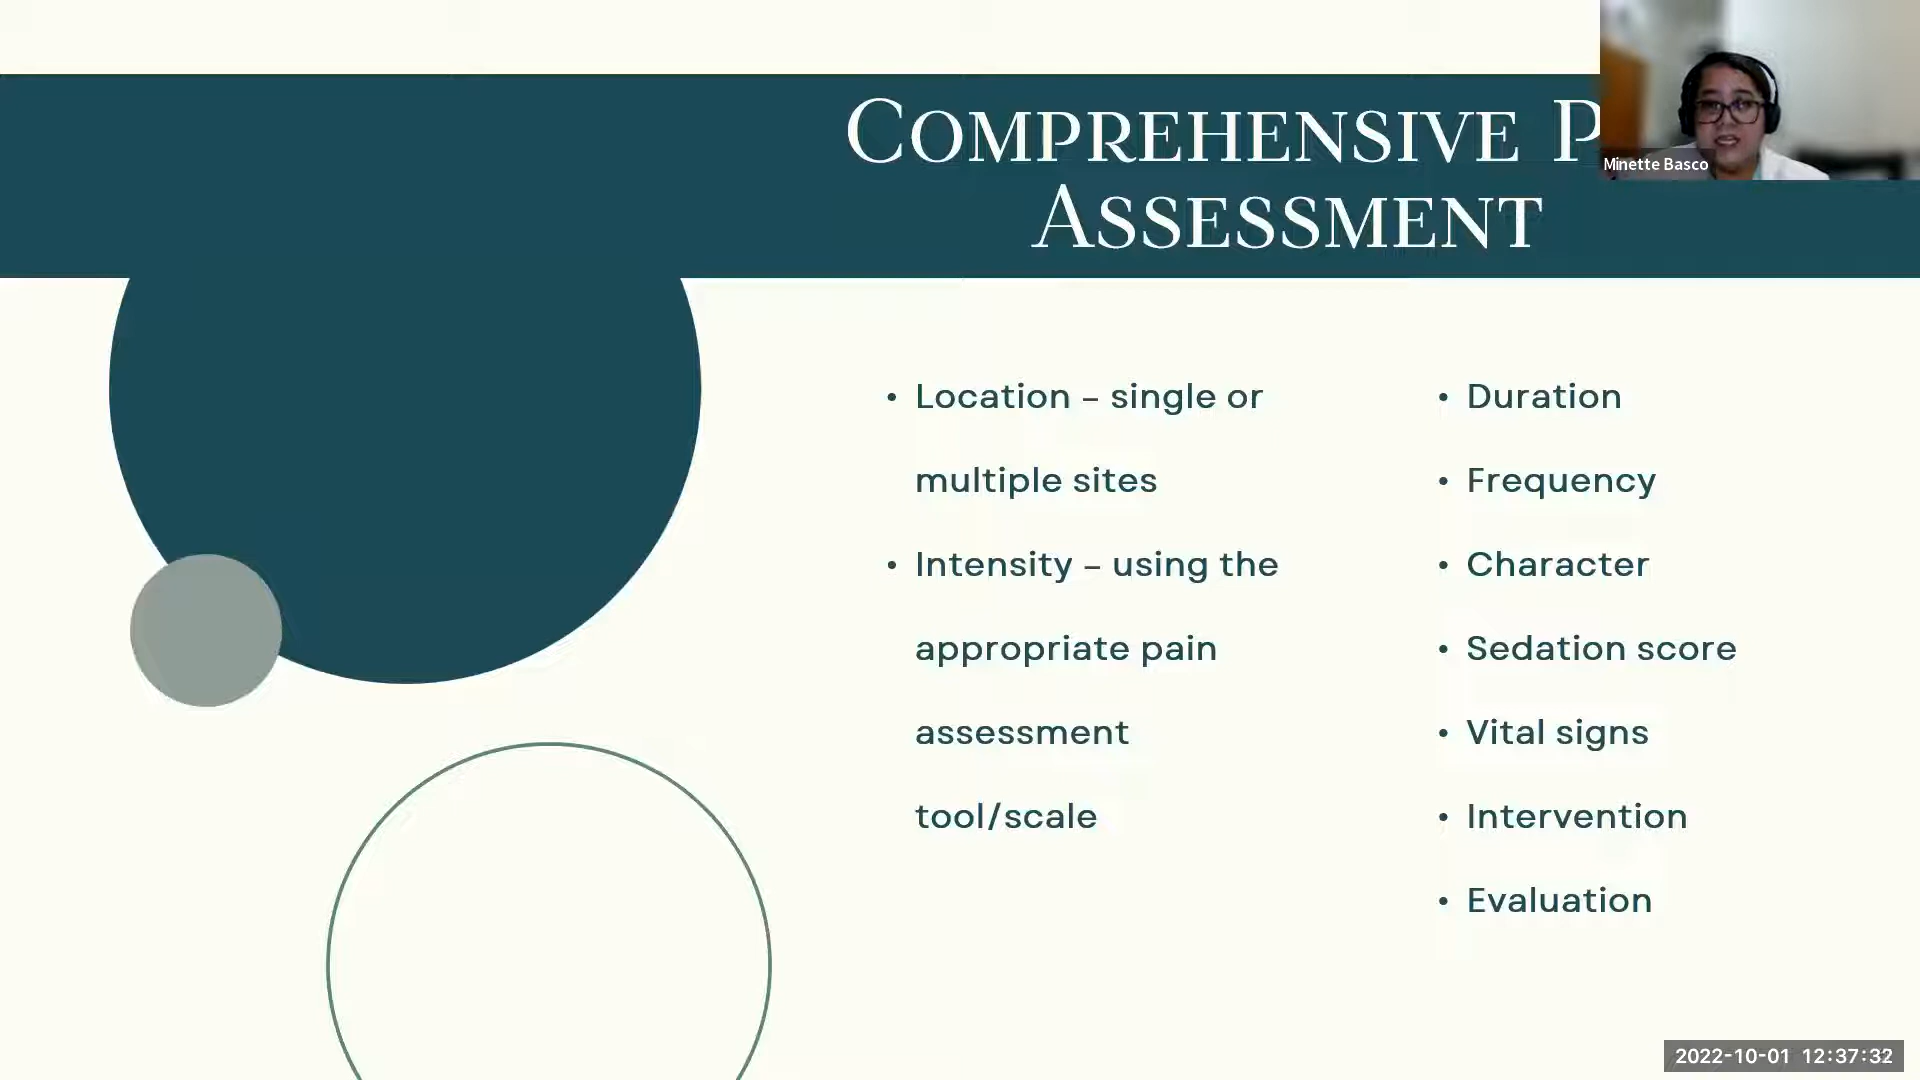 COMPREHENSIVE P
ASSESSMENT
Minette Basco
• Location – single or
multiple sites
• Intensity – using the
appropriate pain
assessment
tool/scale
• Duration
• Frequency
• Character
• Sedation score
• Vital signs
• Intervention
• Evaluation
2022-10-01 12:37:32